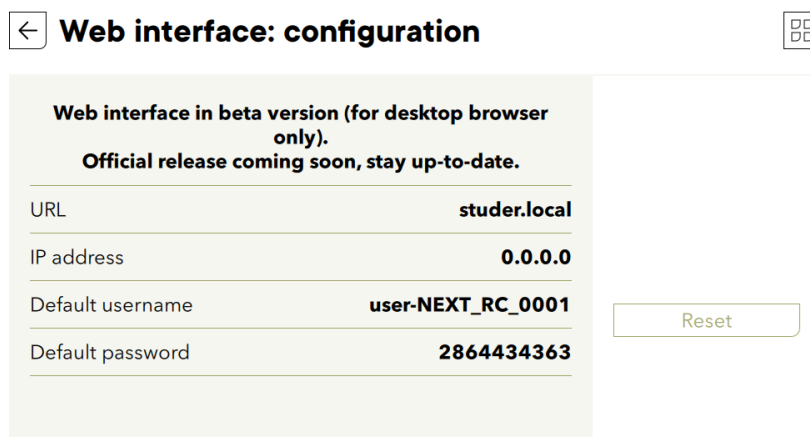 Web interface: configuration
Web interface in beta version (for desktop browser
only).
Official release coming soon, stay up-to-date.
URL studer.local
IP address 0.0.0.0
Default username user-NEXT_RC_0001
Default password 2864434363
Reset